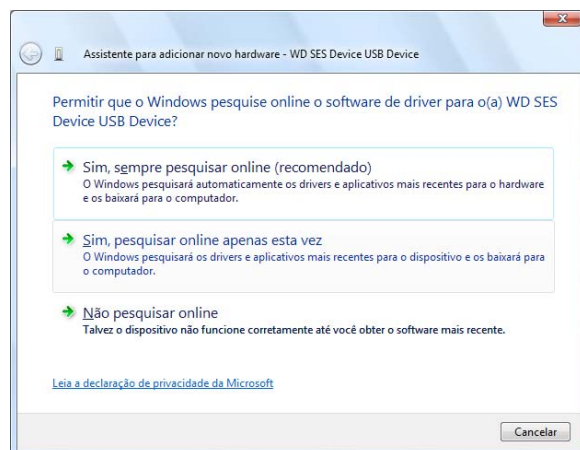 Assistente para adicionar novo hardware - WD SES Device USB Device
Permitir que o Windows pesquise online o software de driver para o(a) WD SES
Device USB Device?
Sim, sempre pesquisar online (recomendado)
O Windows pesquisará automaticamente os drivers e aplicativos mais recentes para o hardware
e os baixará para o computador.
Sim, pesquisar online apenas esta vez
O Windows pesquisará os drivers e aplicativos mais recentes para o dispositivo e os baixará para
o computador.
Não pesquisar online
Talvez o dispositivo não funcione corretamente até você obter o software mais recente.
Leia a declaração de privacidade da Microsoft
Cancelar